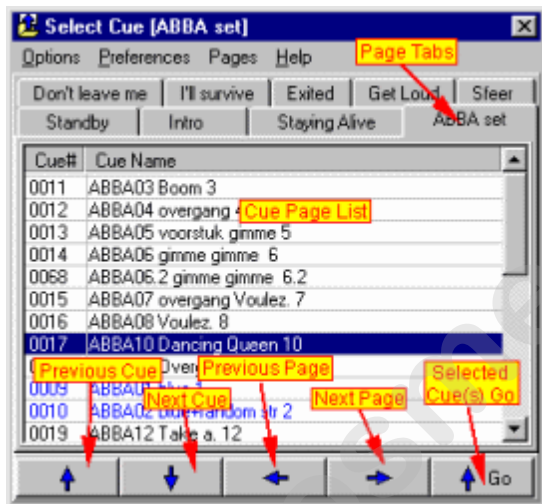 Select Cue [ABBA set]
Options Preferences Pages Help
Page Tabs
Don't leave me I'll survive Exited Get Loud Sfeer
Standby Intro Staying Alive ABBA set
Cue# Cue Name
0011 ABBA03 Boom 3
0012 ABBA04 overgang
Cue Page List
0013 ABBA05 voorstuk gimme 5
0014 ABBA06 gimme gimme 6
0068 ABBA06.2 gimme gimme 6.2
0015 ABBA07 overgang Voulez. 7
0016 ABBA08 Voulez. 8
0017 ABBA10 Dancing Queen 10
Previous Cue
Previous Page
Selected
Cue(s) Go
0009 ABBA01
Next Cue
Next Page
0010 ABBA02 str 2
0019 ABBA12 Take a. 12
Go